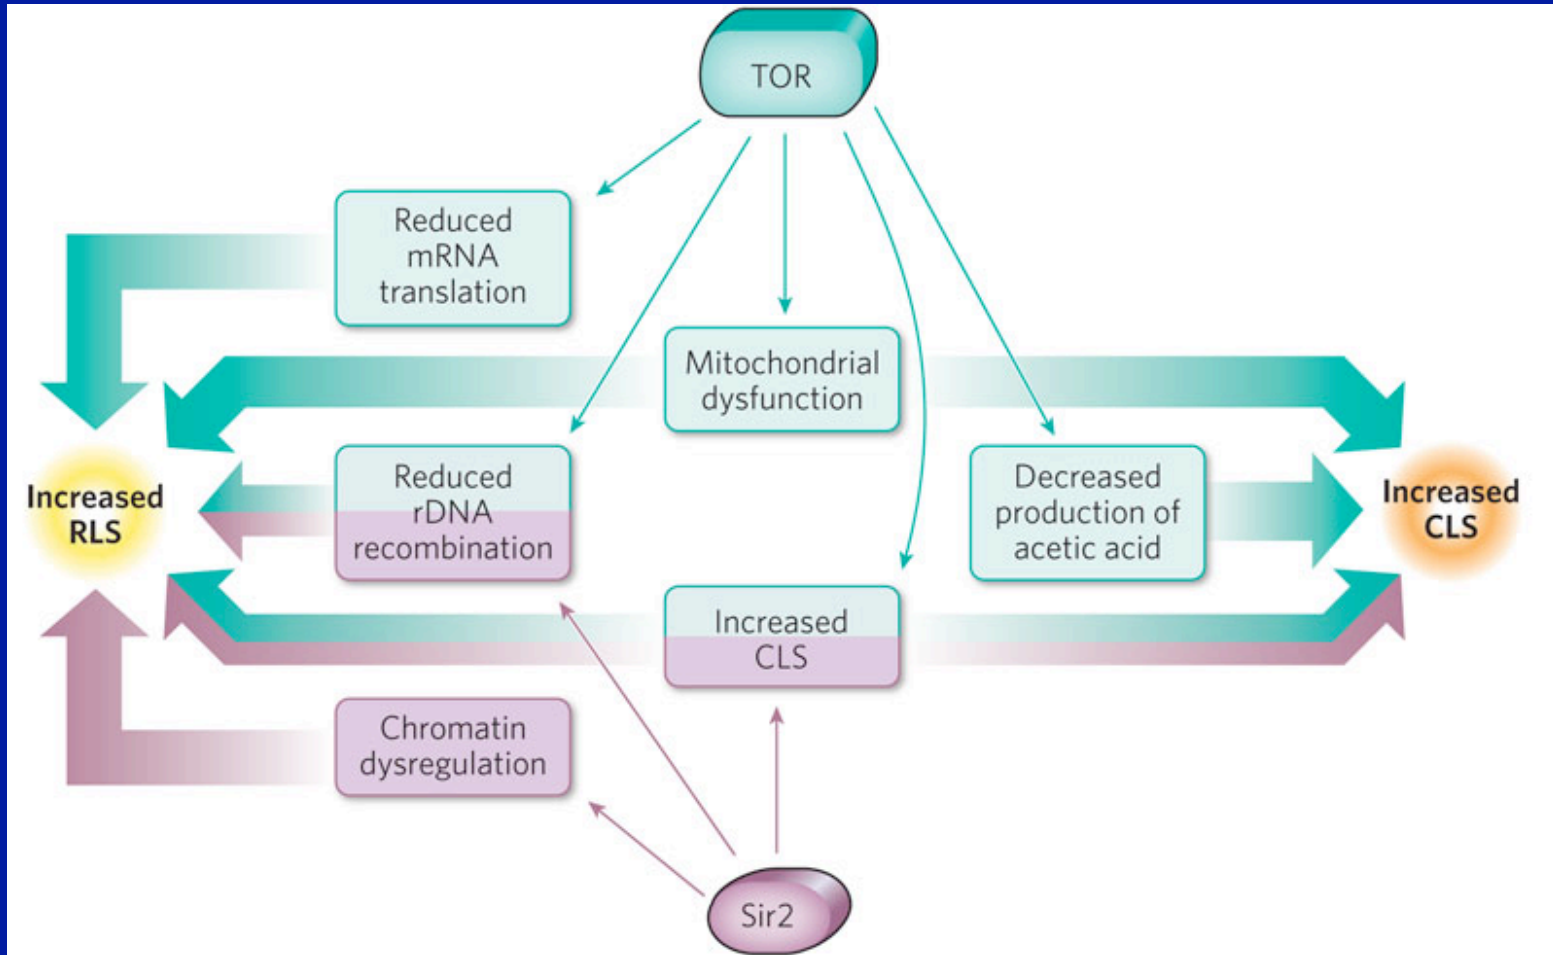 TOR
Reduced
mRNA
translation
Mitochondrial
dysfunction
Increased
RLS
Reduced
rDNA
recombination
Decreased
production of
acetic acid
Increased
CLS
Increased
CLS
Chromatin
dysregulation
Sir2